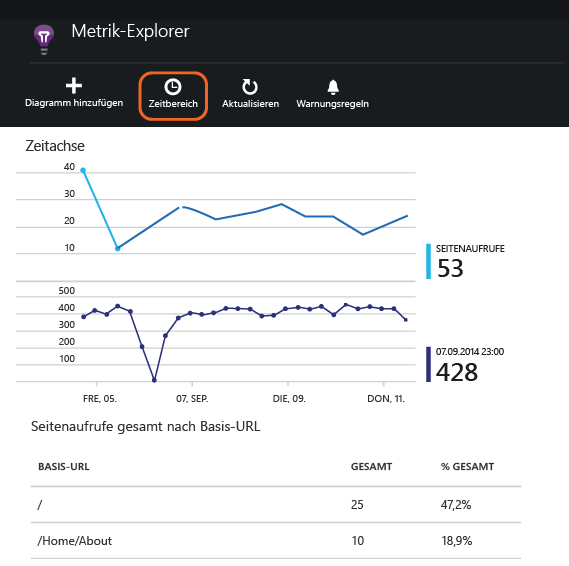 Metrik-Explorer
Diagramm hinzufügen Zeitbereich Aktualisieren Warnungsregeln
Zeitachse
40
30
20
10
SEITENAUFRUFE
53
500
400
300
200
100
07.09.2014 23:00
428
FRE, 05. 07, SEP. DIE, 09. DON, 11.
Seitenaufrufe gesamt nach Basis-URL
BASIS-URL GESAMT % GESAMT
/ 25 47,2%
/Home/About 10 18,9%